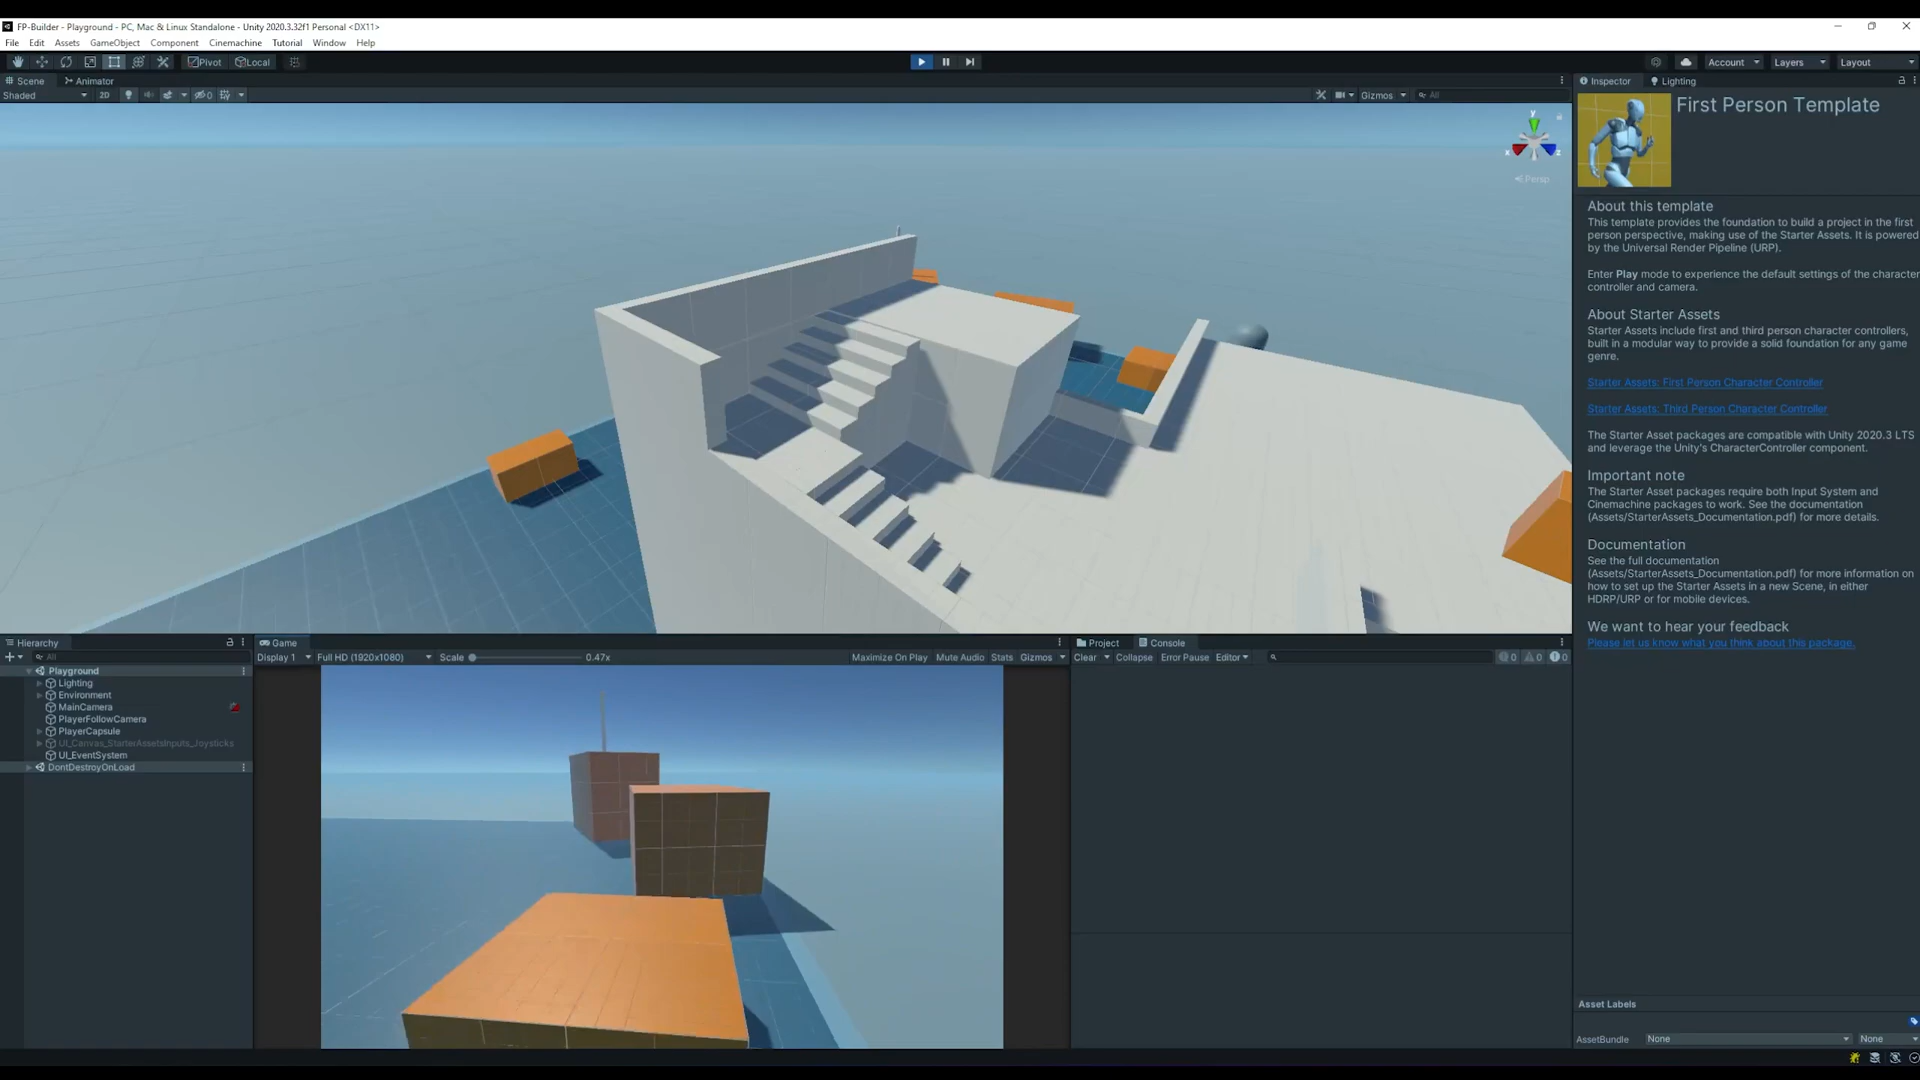 FP-Builder - Playground - PC, Mac & Linux Standalone - Unity 2020.3.32f1 Personal <DX11>
File Edit Assets GameObject Component Cinemachine Tutorial Window Help
Pivot Local
Account Layers Layout
Scene Animator
Shaded 2D 0 Gizmos All
y
x z
Persp
Inspector Lighting
First Person Template
About this template
This template provides the foundation to build a project in the first
person perspective, making use of the Starter Assets. It is powered
by the Universal Render Pipeline (URP).
Enter Play mode to experience the default settings of the character
controller and camera.
About Starter Assets
Starter Assets include first and third person character controllers,
built in a modular way to provide a solid foundation for any game
genre.
Starter Assets: First Person Character Controller
Starter Assets: Third Person Character Controller
The Starter Asset packages are compatible with Unity 2020.3 LTS
and leverage the Unity's CharacterController component.
Important note
The Starter Asset packages require both Input System and
Cinemachine packages to work. See the documentation
(Assets/StarterAssets_Documentation.pdf) for more details.
Documentation
See the full documentation
(Assets/StarterAssets_Documentation.pdf) for more information on
how to set up the Starter Assets in a new Scene, in either
HDRP/URP or for mobile devices.
We want to hear your feedback
Please let us know what you think about this package.
Asset Labels
AssetBundle None None
Hierarchy
All
Playground
Lighting
Environment
MainCamera
PlayerFollowCamera
PlayerCapsule
UI_Canvas_StarterAssetsInputs_Joysticks
UI_EventSystem
DontDestroyOnLoad
Game
Display 1 Full HD (1920x1080) Scale 0.47x Maximize On Play Mute Audio Stats Gizmos
Project Console
Clear Collapse Error Pause Editor 0 0 0